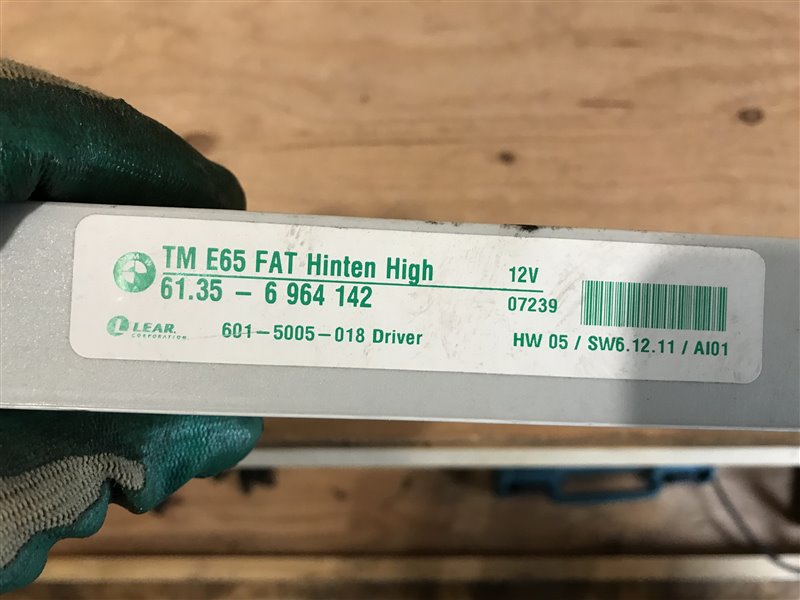 TM E65 FAT Hinten High
12V
61.35 - 6 964 142
07239
LEAR.
CORPORATION
601-5005-018 Driver
HW 05 / SW6.12.11 / AI01